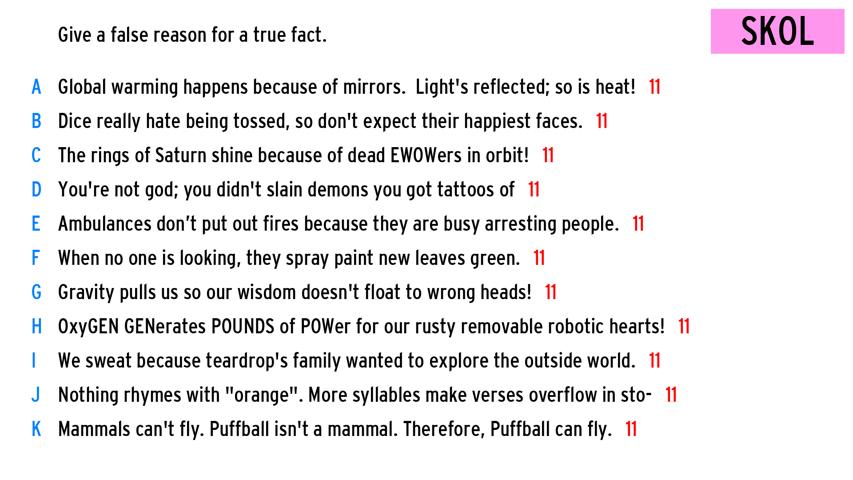 Give a false reason for a true fact.
SKOL
A Global warming happens because of mirrors.  Light's reflected; so is heat! 11
B Dice really hate being tossed, so don't expect their happiest faces. 11
C The rings of Saturn shine because of dead EWOWers in orbit! 11
D You're not god; you didn't slain demons you got tattoos of 11
E Ambulances don’t put out fires because they are busy arresting people. 11
F When no one is looking, they spray paint new leaves green. 11
G Gravity pulls us so our wisdom doesn't float to wrong heads! 11
H OxyGEN GENerates POUNDS of POWer for our rusty removable robotic hearts! 11
I We sweat because teardrop's family wanted to explore the outside world. 11
J Nothing rhymes with "orange". More syllables make verses overflow in sto- 11
K Mammals can't fly. Puffball isn't a mammal. Therefore, Puffball can fly. 11